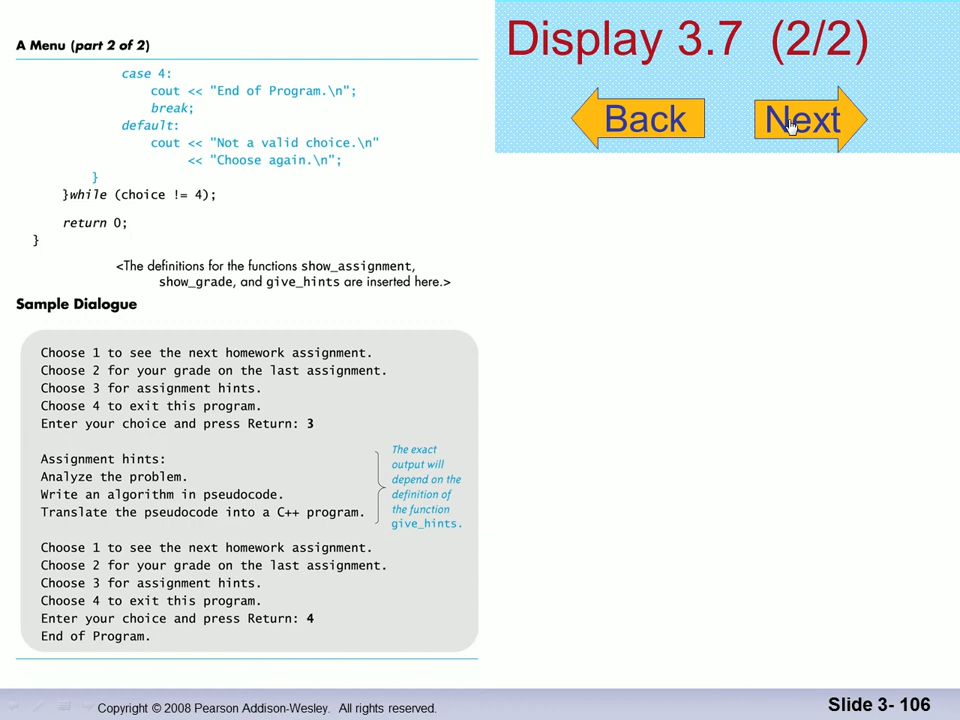 A Menu (part 2 of 2)
case 4:
cout << "End of Program.\n";
break;
default:
cout << "Not a valid choice.\n"
<< "Choose again.\n";
}
}while (choice != 4);
return 0;
}
<The definitions for the functions show_assignment,
show_grade, and give_hints are inserted here.>
Sample Dialogue
Choose 1 to see the next homework assignment.
Choose 2 for your grade on the last assignment.
Choose 3 for assignment hints.
Choose 4 to exit this program.
Enter your choice and press Return: 3
Assignment hints:
Analyze the problem.
Write an algorithm in pseudocode.
Translate the pseudocode into a C++ program.
The exact
output will
depend on the
definition of
the function
give_hints.
Choose 1 to see the next homework assignment.
Choose 2 for your grade on the last assignment.
Choose 3 for assignment hints.
Choose 4 to exit this program.
Enter your choice and press Return: 4
End of Program.
Display 3.7 (2/2)
Back
Next
Copyright © 2008 Pearson Addison-Wesley. All rights reserved.
Slide 3- 106